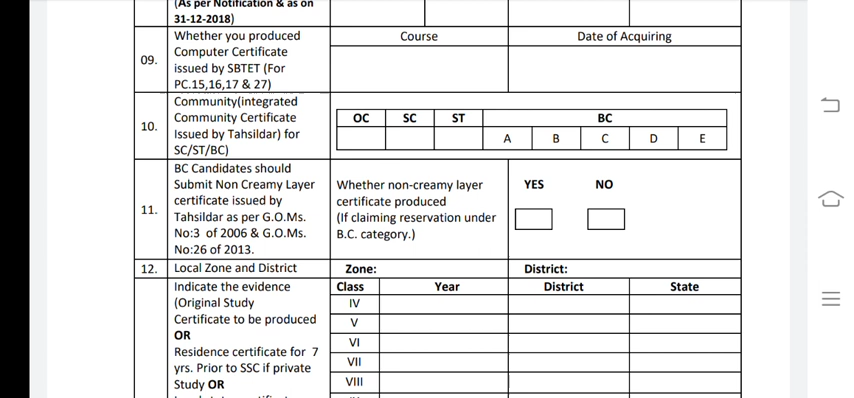 (As per Notification & as on
31-12-2018)
09.
Whether you produced
Computer Certificate
issued by SBTET (For
PC.15,16,17 & 27)
Course
Date of Acquiring
10.
Community(integrated
Community Certificate
Issued by Tahsildar) for
SC/ST/BC)
OC SC ST BC
A B C D E
11.
BC Candidates should
Submit Non Creamy Layer
certificate issued by
Tahsildar as per G.O.Ms.
No:3 of 2006 & G.O.Ms.
No:26 of 2013.
Whether non-creamy layer
certificate produced
(If claiming reservation under
B.C. category.)
YES NO
12. Local Zone and District Zone: District:
Indicate the evidence
(Original Study
Certificate to be produced
OR
Residence certificate for 7
yrs. Prior to SSC if private
Study OR
Class Year District State
IV
V
VI
VII
VIII